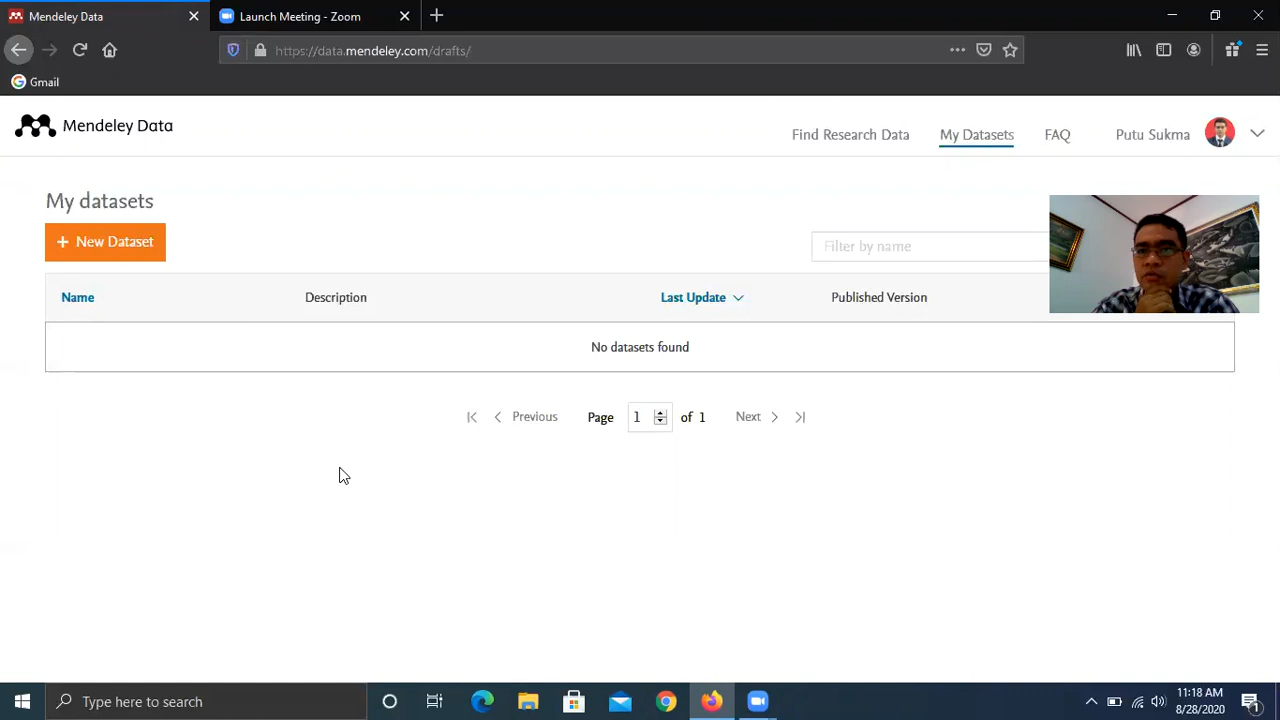 Mendeley Data
Launch Meeting - Zoom
https://data.mendeley.com/drafts/
Gmail
Mendeley Data
Find Research Data
My Datasets
FAQ
Putu Sukma
My datasets
+ New Dataset
Filter by name
Name
Description
Last Update
Published Version
No datasets found
Previous
Page
1
of 1
Next
Type here to search
11:18 AM
8/28/2020
1